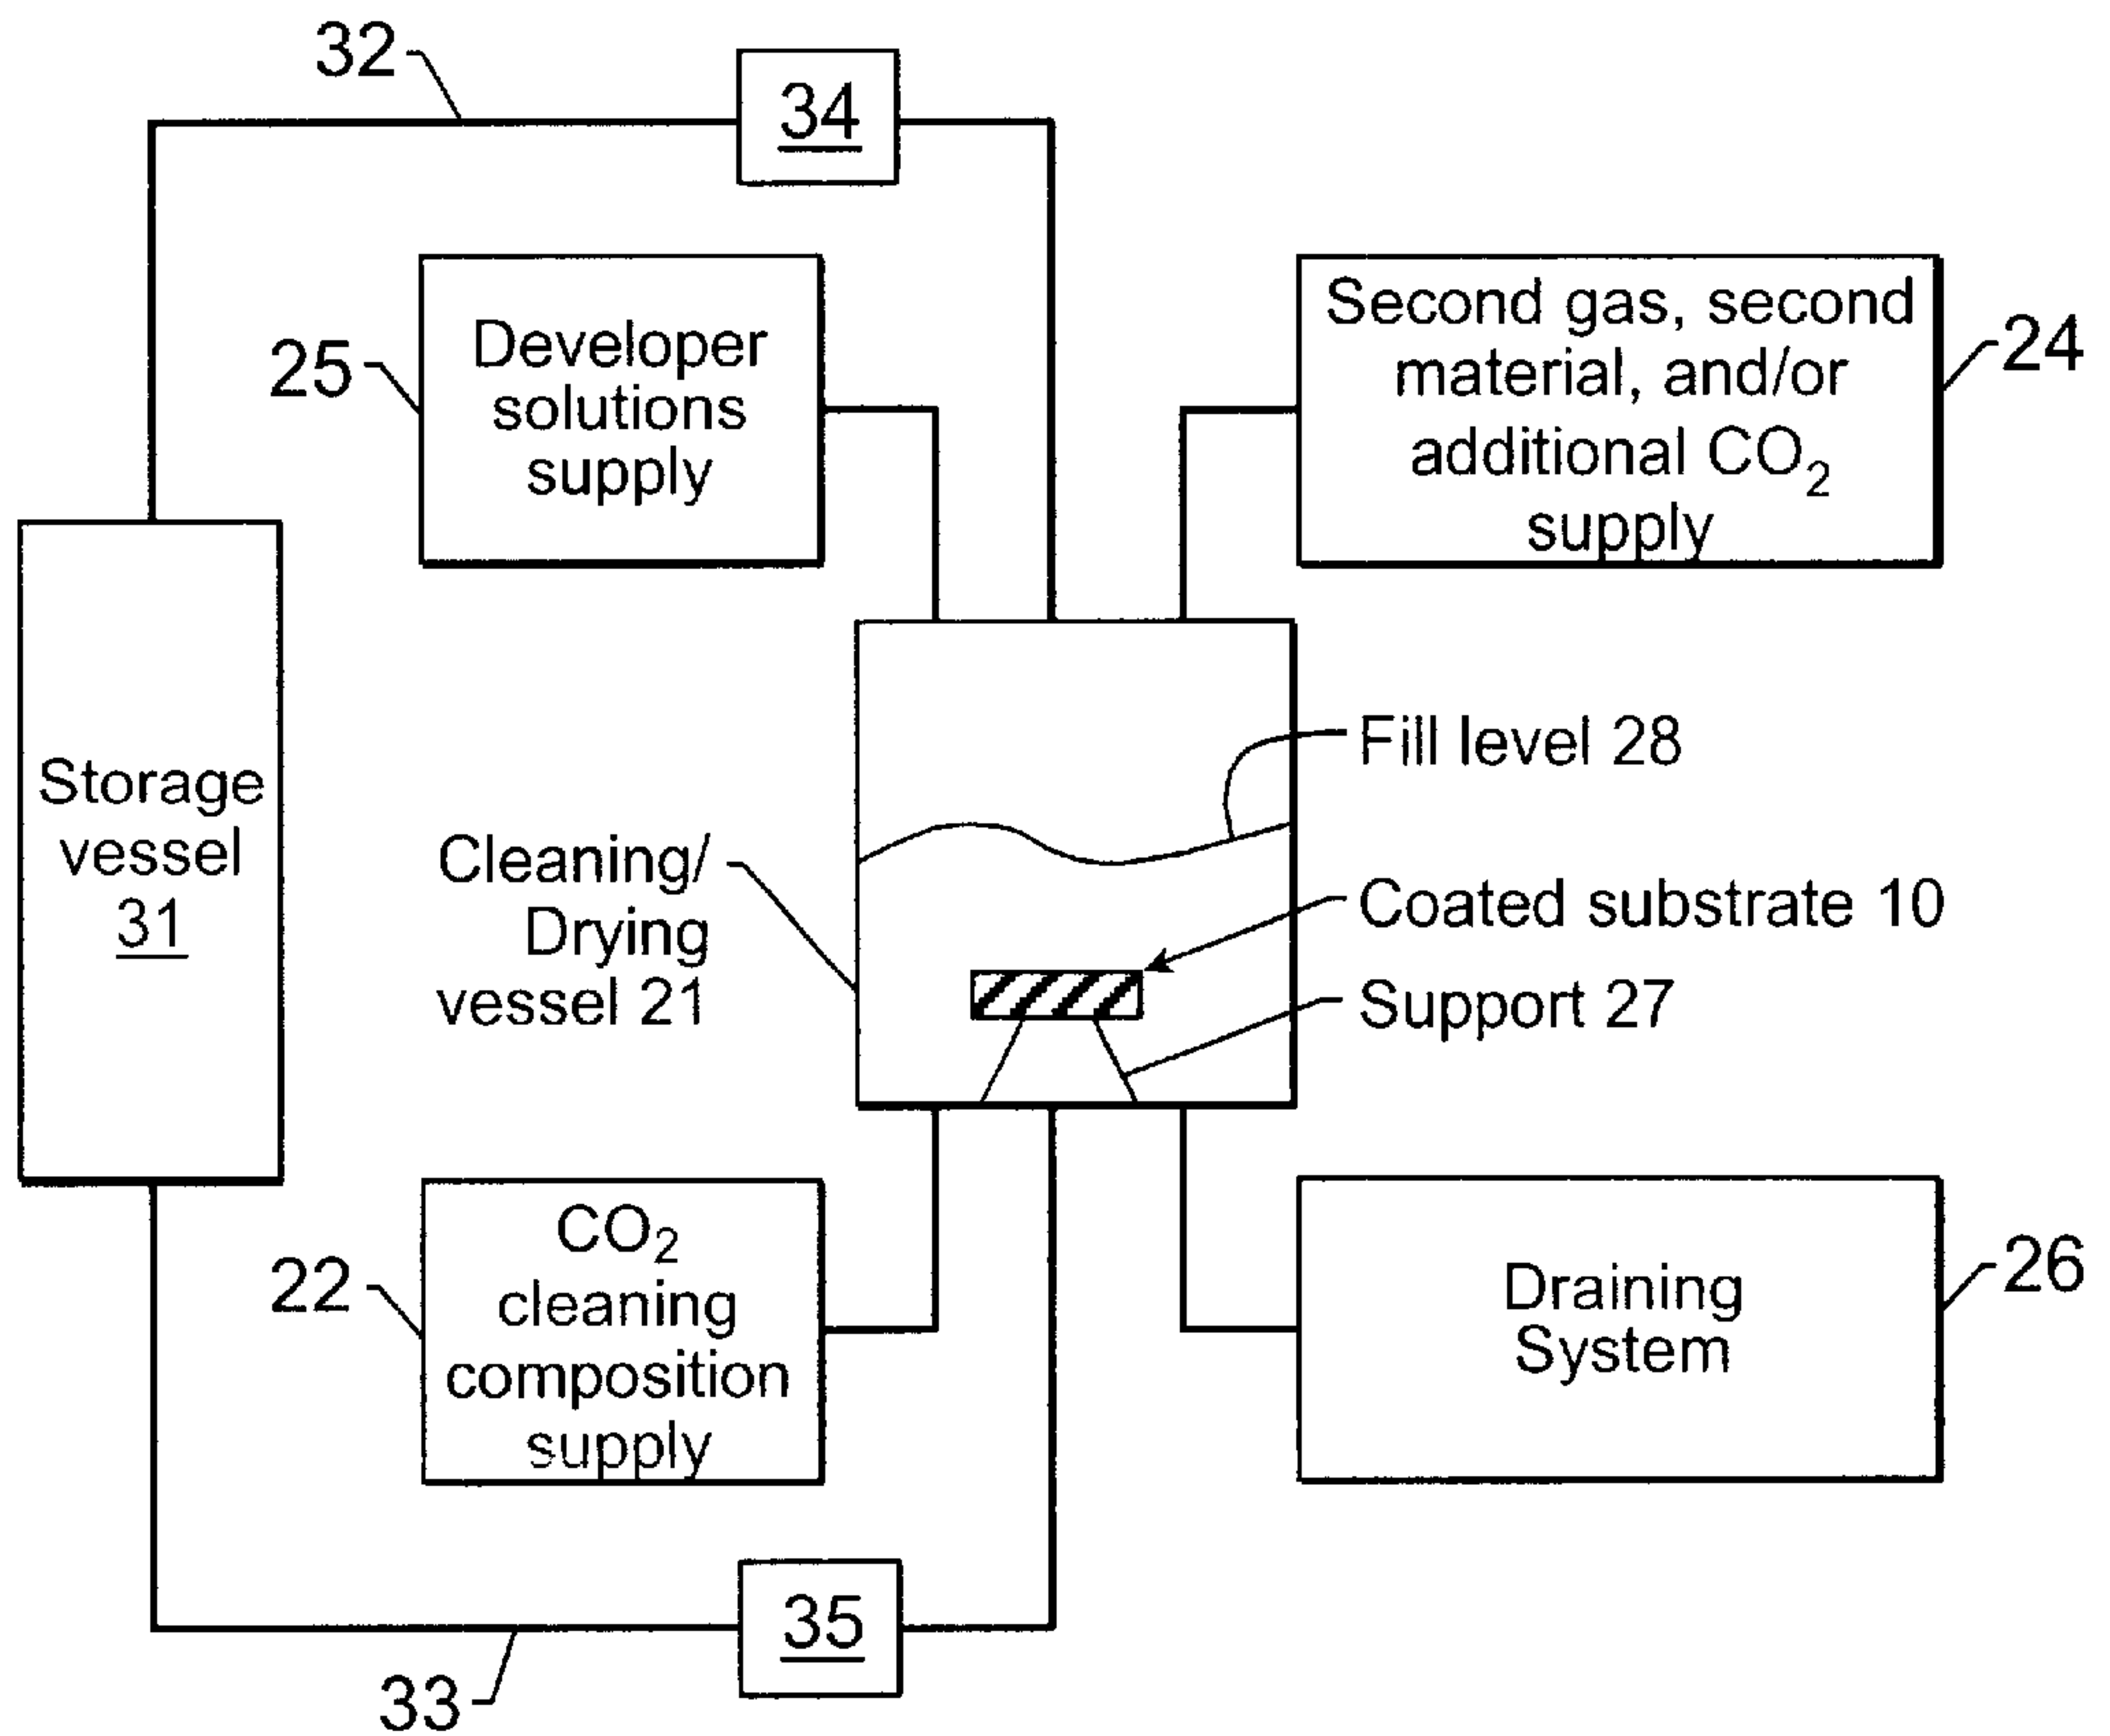 32
34
25
Developer
solutions
supply
Second gas, second
material, and/or
additional CO₂
supply
24
Storage
vessel
31
Fill level 28
Cleaning/
Drying
vessel 21
Coated substrate 10
Support 27
22
CO₂
cleaning
composition
supply
Draining
System
26
35
33